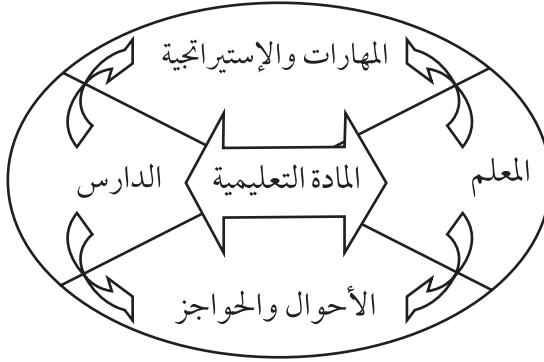 المهارات والإستيراتجية
المعلم
المادة التعليمية
الدارس
الأحوال والحواجز